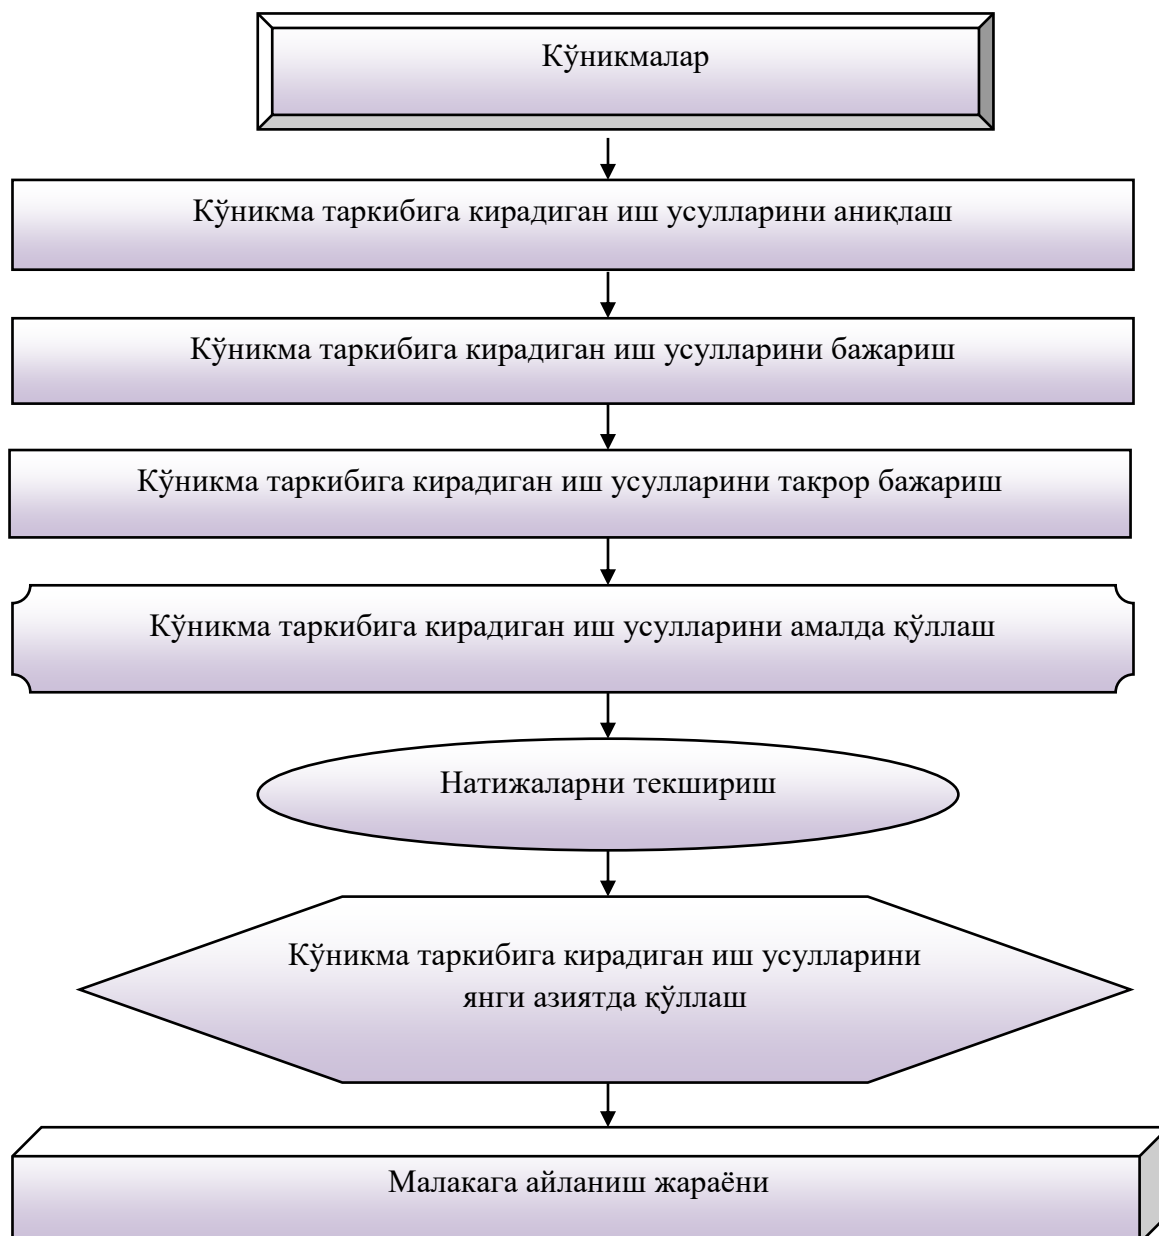 Кўникмалар
Кўникма таркибига кирадиган иш усулларини аниқлаш
Кўникма таркибига кирадиган иш усулларини бажариш
Кўникма таркибига кирадиган иш усулларини такрор бажариш
Кўникма таркибига кирадиган иш усулларини амалда қўллаш
Натижаларни текшириш
Кўникма таркибига кирадиган иш усулларини
янги азиятда қўллаш
Малакага айланиш жараёни